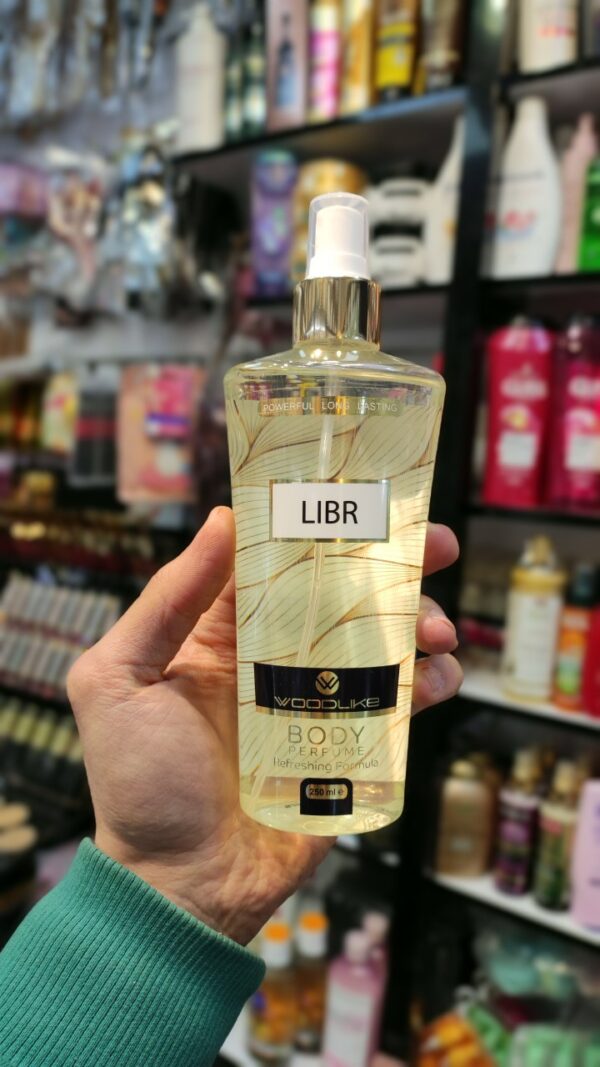 POWERFUL LONG LASTING
LIBR
WOODLIKE
BODY
PERFUME
Refreshing Formula
250 ml e